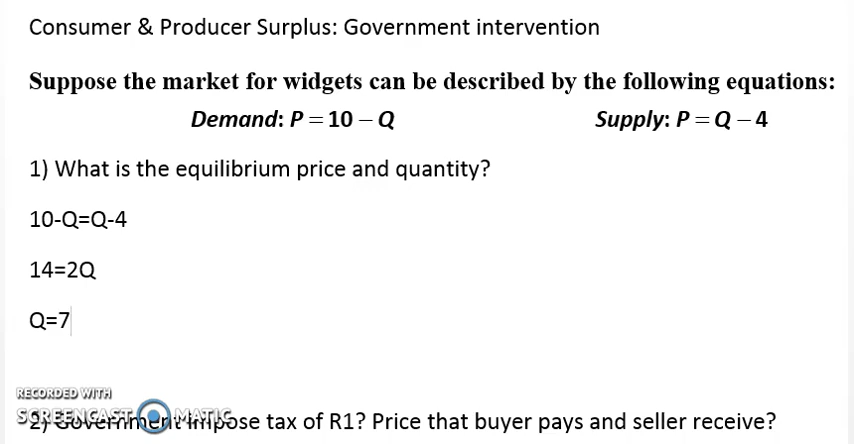 Consumer & Producer Surplus: Government intervention
Suppose the market for widgets can be described by the following equations:
Demand: P = 10 – Q Supply: P = Q – 4
1) What is the equilibrium price and quantity?
10-Q=Q-4
14=2Q
Q=7
RECORDED WITH
SCREENCAST MATIC
2) Government impose tax of R1? Price that buyer pays and seller receive?